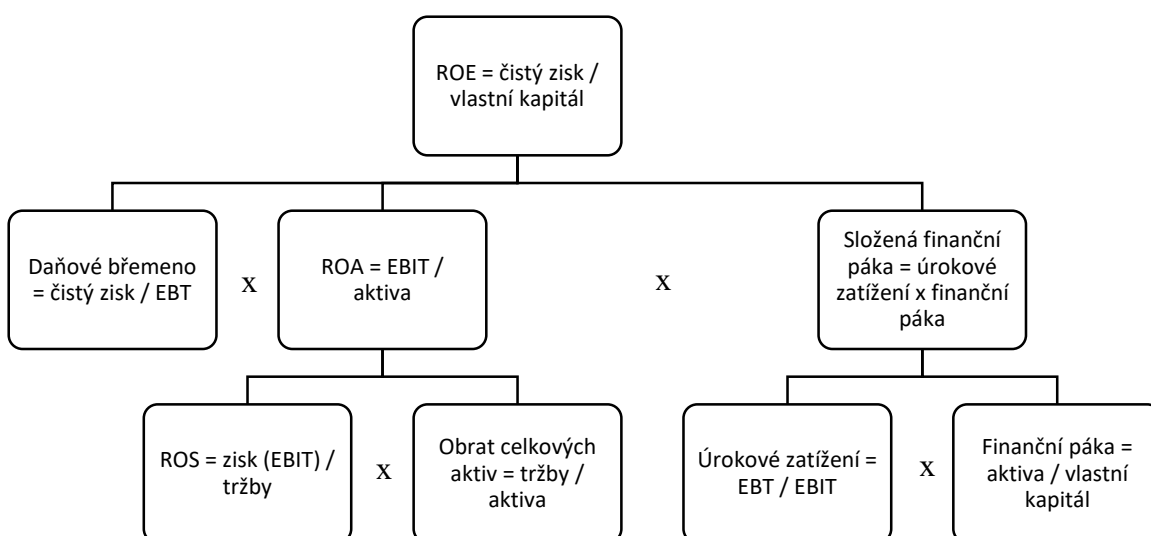 ROE = čistý zisk /
vlastní kapitál
Daňové břemeno
= čistý zisk / EBT
x
ROA = EBIT /
aktiva
x
Složená finanční
páka = úrokové
zatížení x finanční
páka
ROS = zisk (EBIT) /
tržby
x
Obrat celkových
aktiv = tržby /
aktiva
Úrokové zatížení =
EBT / EBIT
x
Finanční páka =
aktiva / vlastní
kapitál